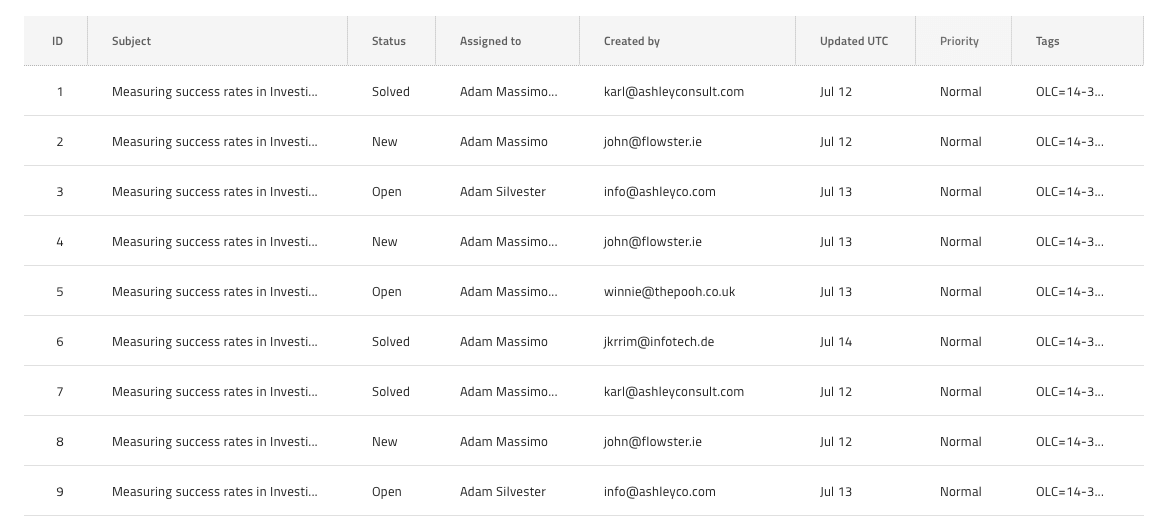 ID Subject Status Assigned to Created by Updated UTC Priority Tags
1 Measuring success rates in Investi... Solved Adam Massimo... karl@ashleyconsult.com Jul 12 Normal OLC=14-3...
2 Measuring success rates in Investi... New Adam Massimo john@flowster.ie Jul 12 Normal OLC=14-3...
3 Measuring success rates in Investi... Open Adam Silvester info@ashleyco.com Jul 13 Normal OLC=14-3...
4 Measuring success rates in Investi... New Adam Massimo... john@flowster.ie Jul 13 Normal OLC=14-3...
5 Measuring success rates in Investi... Open Adam Massimo... winnie@thepooh.co.uk Jul 13 Normal OLC=14-3...
6 Measuring success rates in Investi... Solved Adam Massimo jkrrim@infotech.de Jul 14 Normal OLC=14-3...
7 Measuring success rates in Investi... Solved Adam Massimo... karl@ashleyconsult.com Jul 12 Normal OLC=14-3...
8 Measuring success rates in Investi... New Adam Massimo john@flowster.ie Jul 12 Normal OLC=14-3...
9 Measuring success rates in Investi... Open Adam Silvester info@ashleyco.com Jul 13 Normal OLC=14-3...